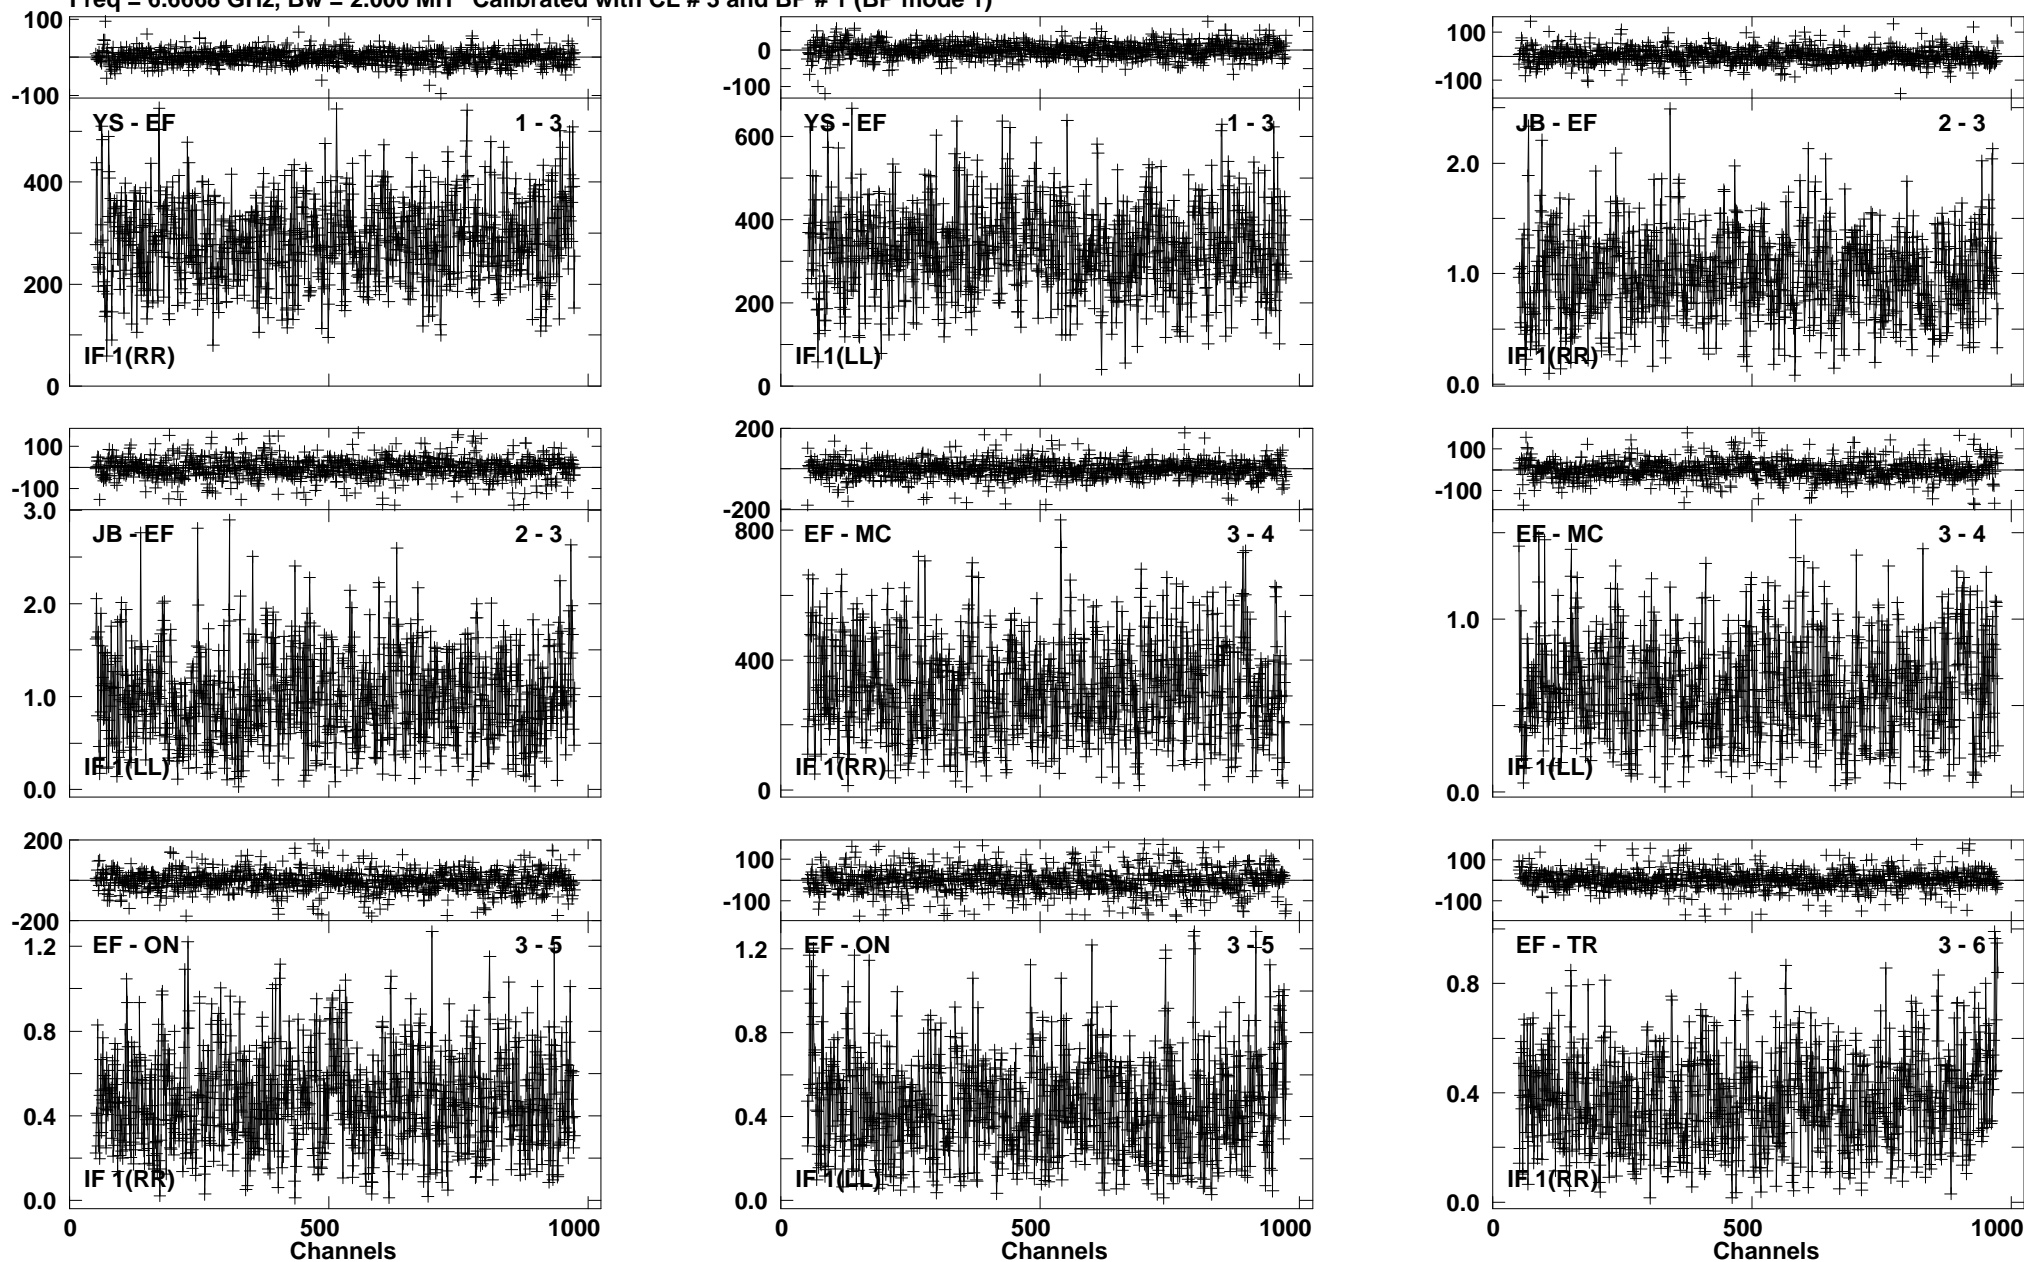 Freq = 6.6668 GHz, Bw = 2.000 MH Calibrated with CL # 3 and BP # 1 (BP mode 1)
100
-100
YS - EF 1 - 3
400
200
0
IF 1(RR)
0
-100
YS - EF 1 - 3
600
400
200
0
IF 1(LL)
100
-100
JB - EF 2 - 3
2.0
1.0
0.0
IF 1(RR)
100
-100
3.0
JB - EF 2 - 3
2.0
1.0
0.0
IF 1(LL)
200
-200
EF - MC 3 - 4
800
400
0
IF 1(RR)
100
-100
EF - MC 3 - 4
1.0
0.0
IF 1(LL)
200
-200
EF - ON 3 - 5
1.2
0.8
0.4
0.0
IF 1(RR)
0 500 1000
Channels
100
-100
EF - ON 3 - 5
1.2
0.8
0.4
0.0
IF 1(LL)
0 500 1000
Channels
100
-100
EF - TR 3 - 6
0.8
0.4
0.0
IF 1(RR)
0 500 1000
Channels